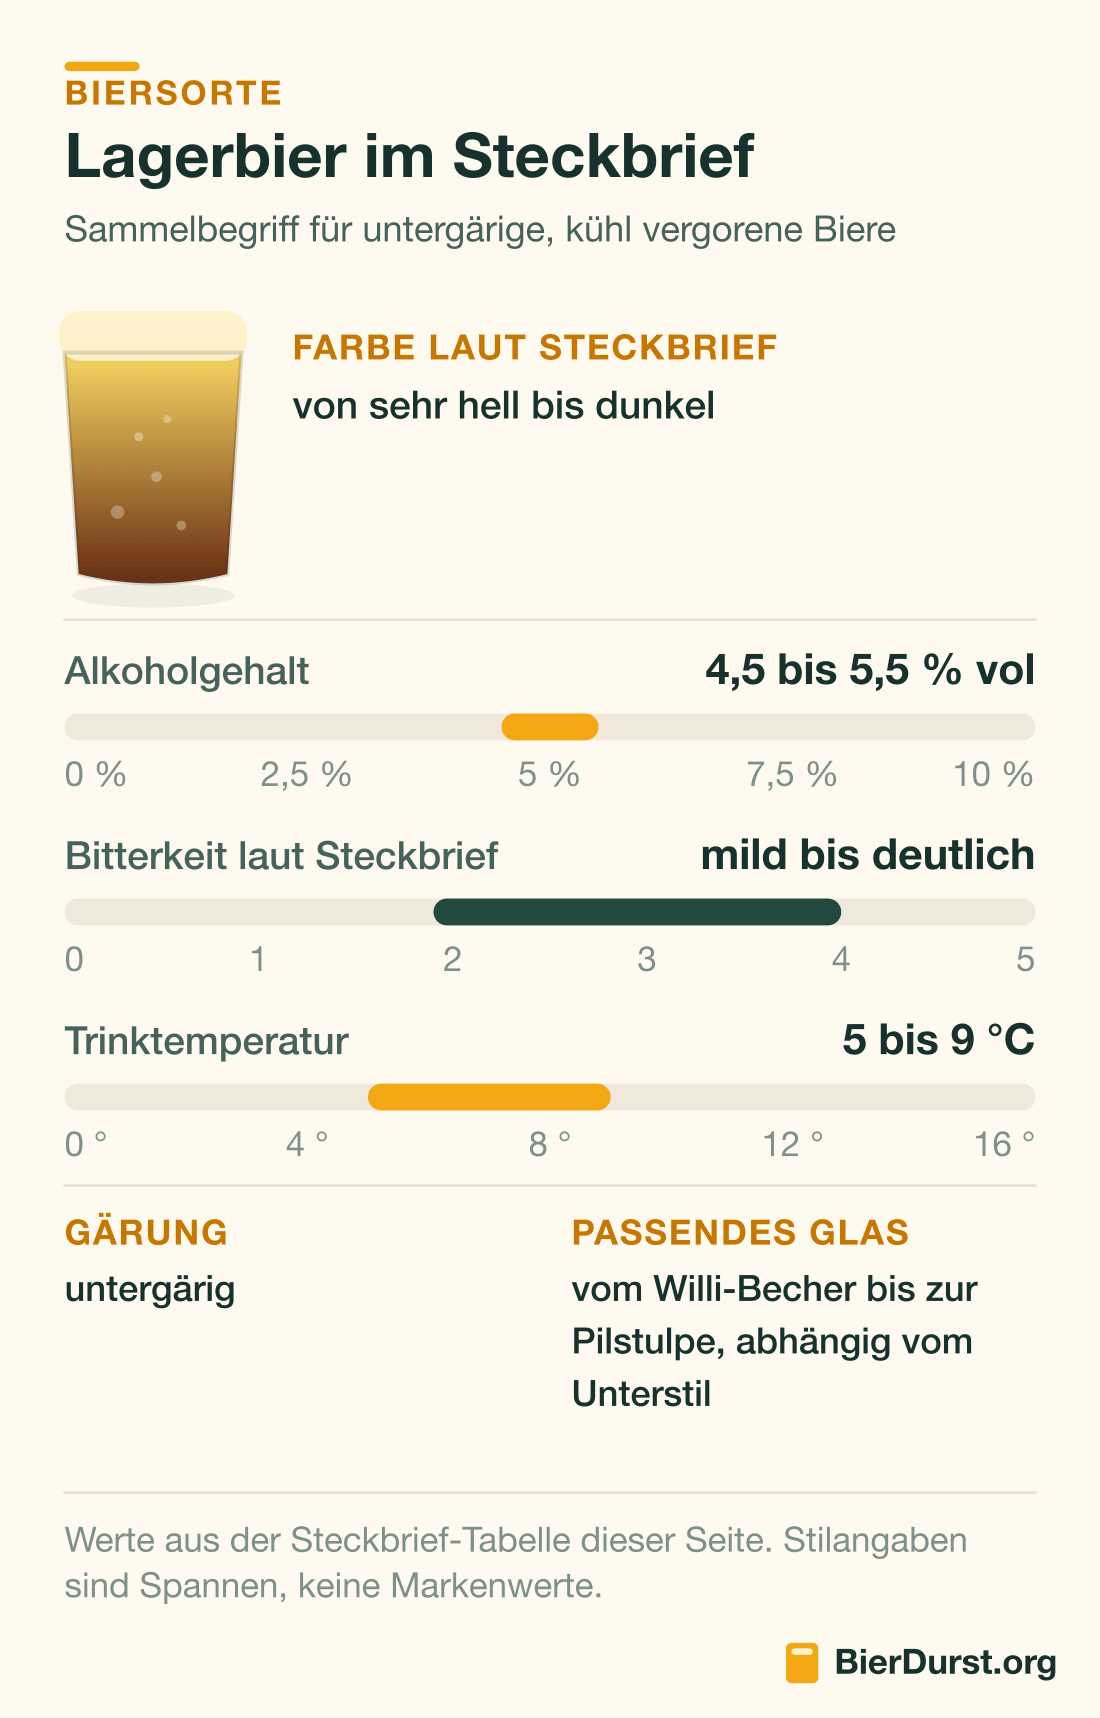 BIERSORTE
Lagerbier im Steckbrief
Sammelbegriff für untergärige, kühl vergorene Biere
FARBE LAUT STECKBRIEF
von sehr hell bis dunkel
Alkoholgehalt 4,5 bis 5,5 % vol
0 % 2,5 % 5 % 7,5 % 10 %
Bitterkeit laut Steckbrief mild bis deutlich
0 1 2 3 4 5
Trinktemperatur 5 bis 9 °C
0 ° 4 ° 8 ° 12 ° 16 °
GÄRUNG
untergärig
PASSENDES GLAS
vom Willi-Becher bis zur
Pilstulpe, abhängig vom
Unterstil
Werte aus der Steckbrief-Tabelle dieser Seite. Stilangaben
sind Spannen, keine Markenwerte.
BierDurst.org